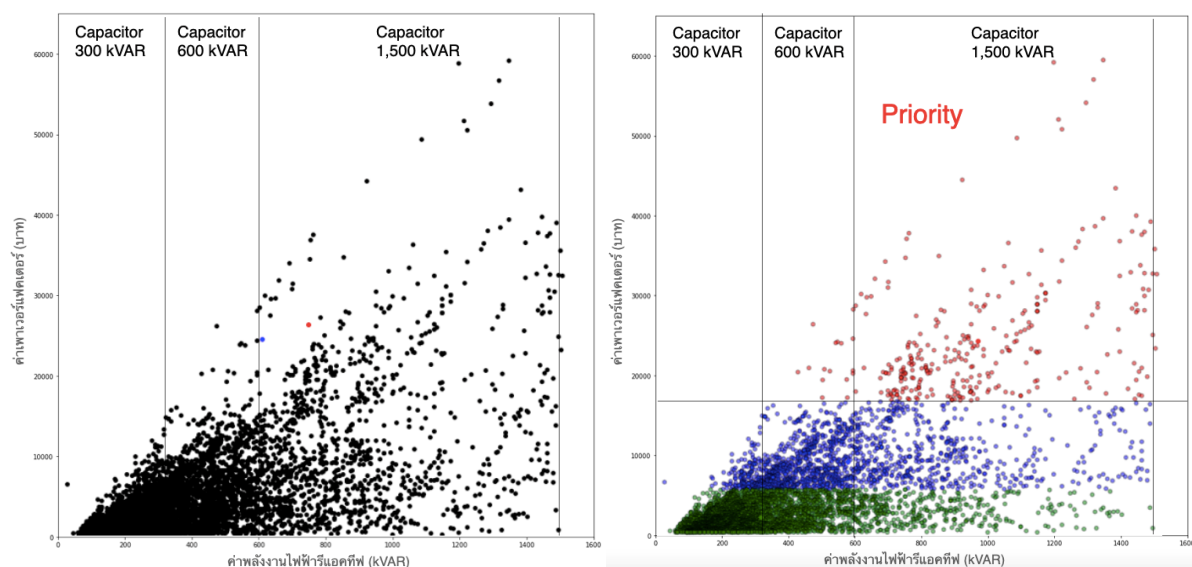 Capacitor
300 kVAR
Capacitor
600 kVAR
Capacitor
1,500 kVAR
60000
50000
40000
30000
20000
10000
0
ค่าเพาเวอร์แฟคเตอร์ (บาท)
0 200 400 600 800 1000 1200 1400 1600
ค่าพลังงานไฟฟ้ารีแอคทีฟ (kVAR)
Capacitor
300 kVAR
Capacitor
600 kVAR
Capacitor
1,500 kVAR
Priority
60000
50000
40000
30000
20000
10000
0
ค่าเพาเวอร์แฟคเตอร์ (บาท)
0 200 400 600 800 1000 1200 1400 1600
ค่าพลังงานไฟฟ้ารีแอคทีฟ (kVAR)